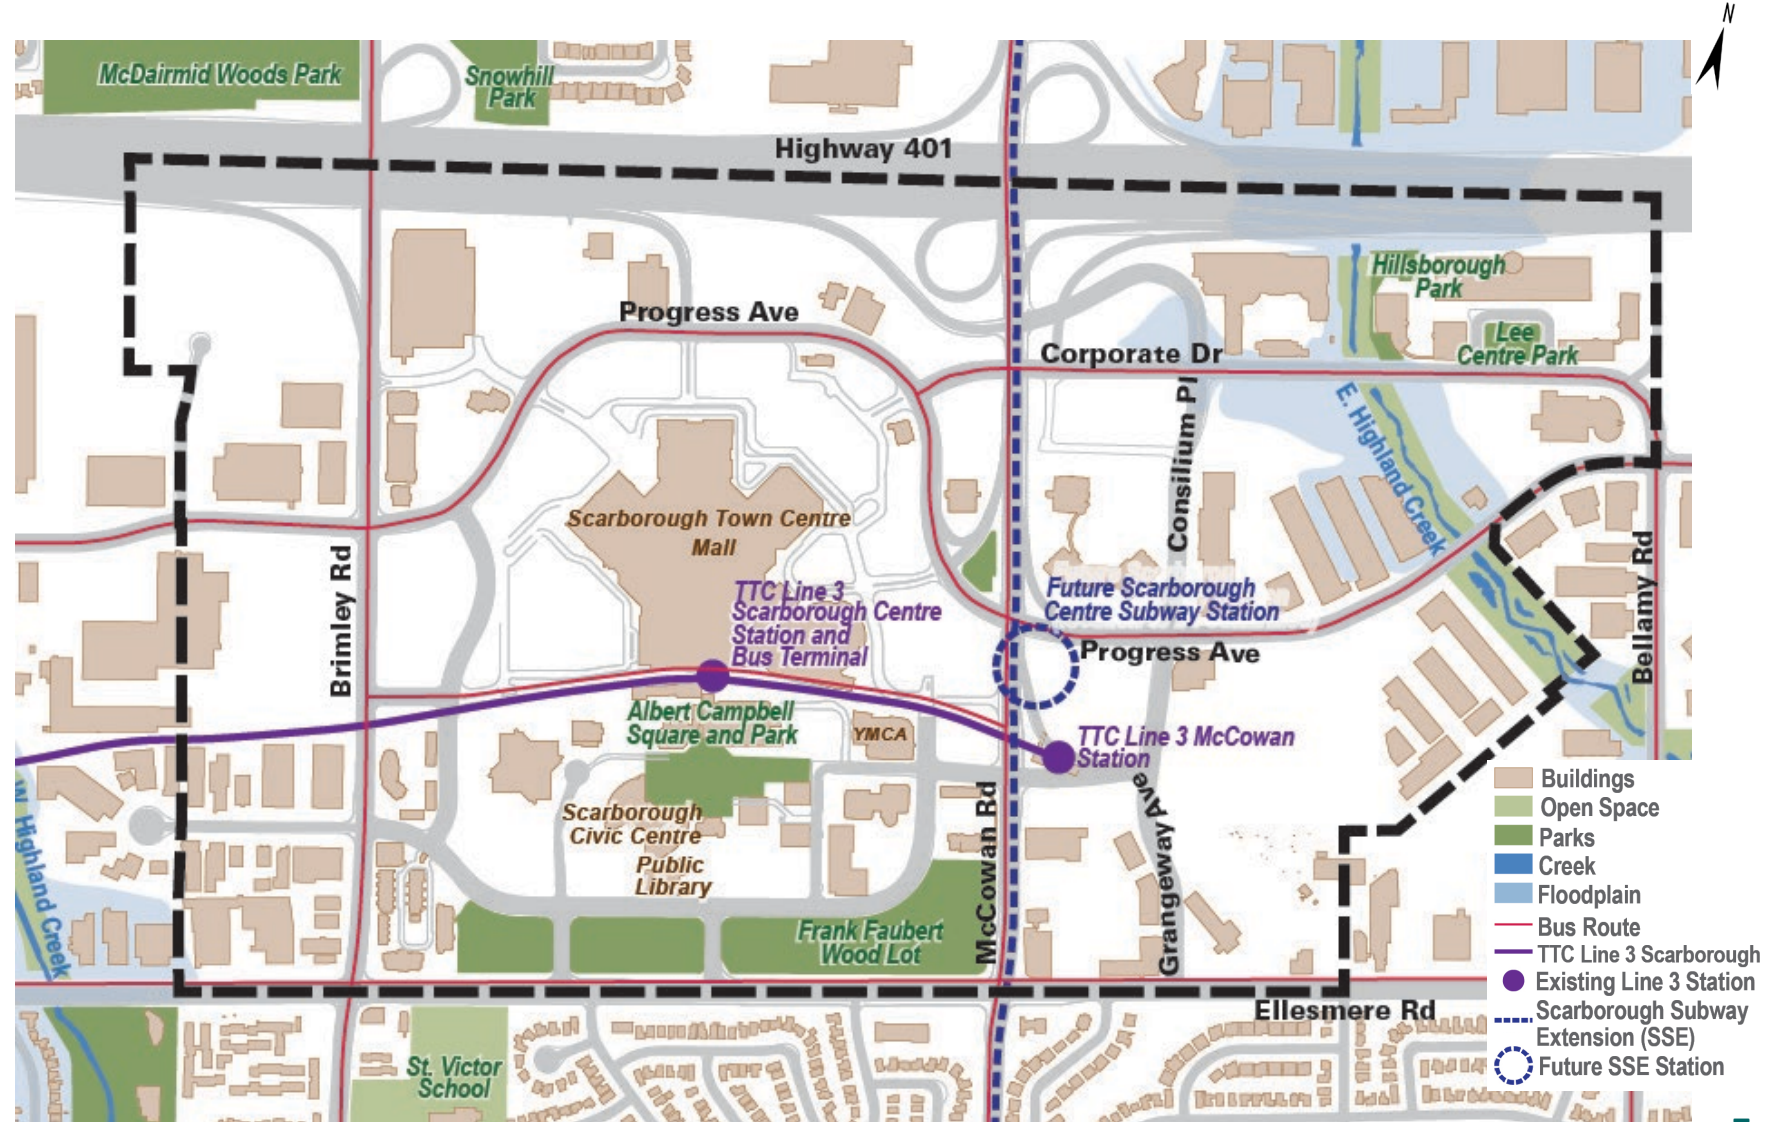 N
McDairmid Woods Park
Snowhill
Park
Highway 401
Hillsborough
Park
Progress Ave
Lee
Centre Park
Corporate Dr
E. Highland Creek
Consilium Pl
Scarborough Town Centre
Mall
Brimley Rd
Bellamy Rd
TTC Line 3
Scarborough Centre
Station and
Bus Terminal
Future Scarborough
Centre Subway Station
Progress Ave
Albert Campbell
Square and Park
YMCA
TTC Line 3 McCowan
Station
W. Highland Creek
Scarborough
Civic Centre
Public
Library
McCowan Rd
Grangeway Ave
Frank Faubert
Wood Lot
Ellesmere Rd
St. Victor
School
Buildings
Open Space
Parks
Creek
Floodplain
Bus Route
TTC Line 3 Scarborough
Existing Line 3 Station
Scarborough Subway
Extension (SSE)
Future SSE Station